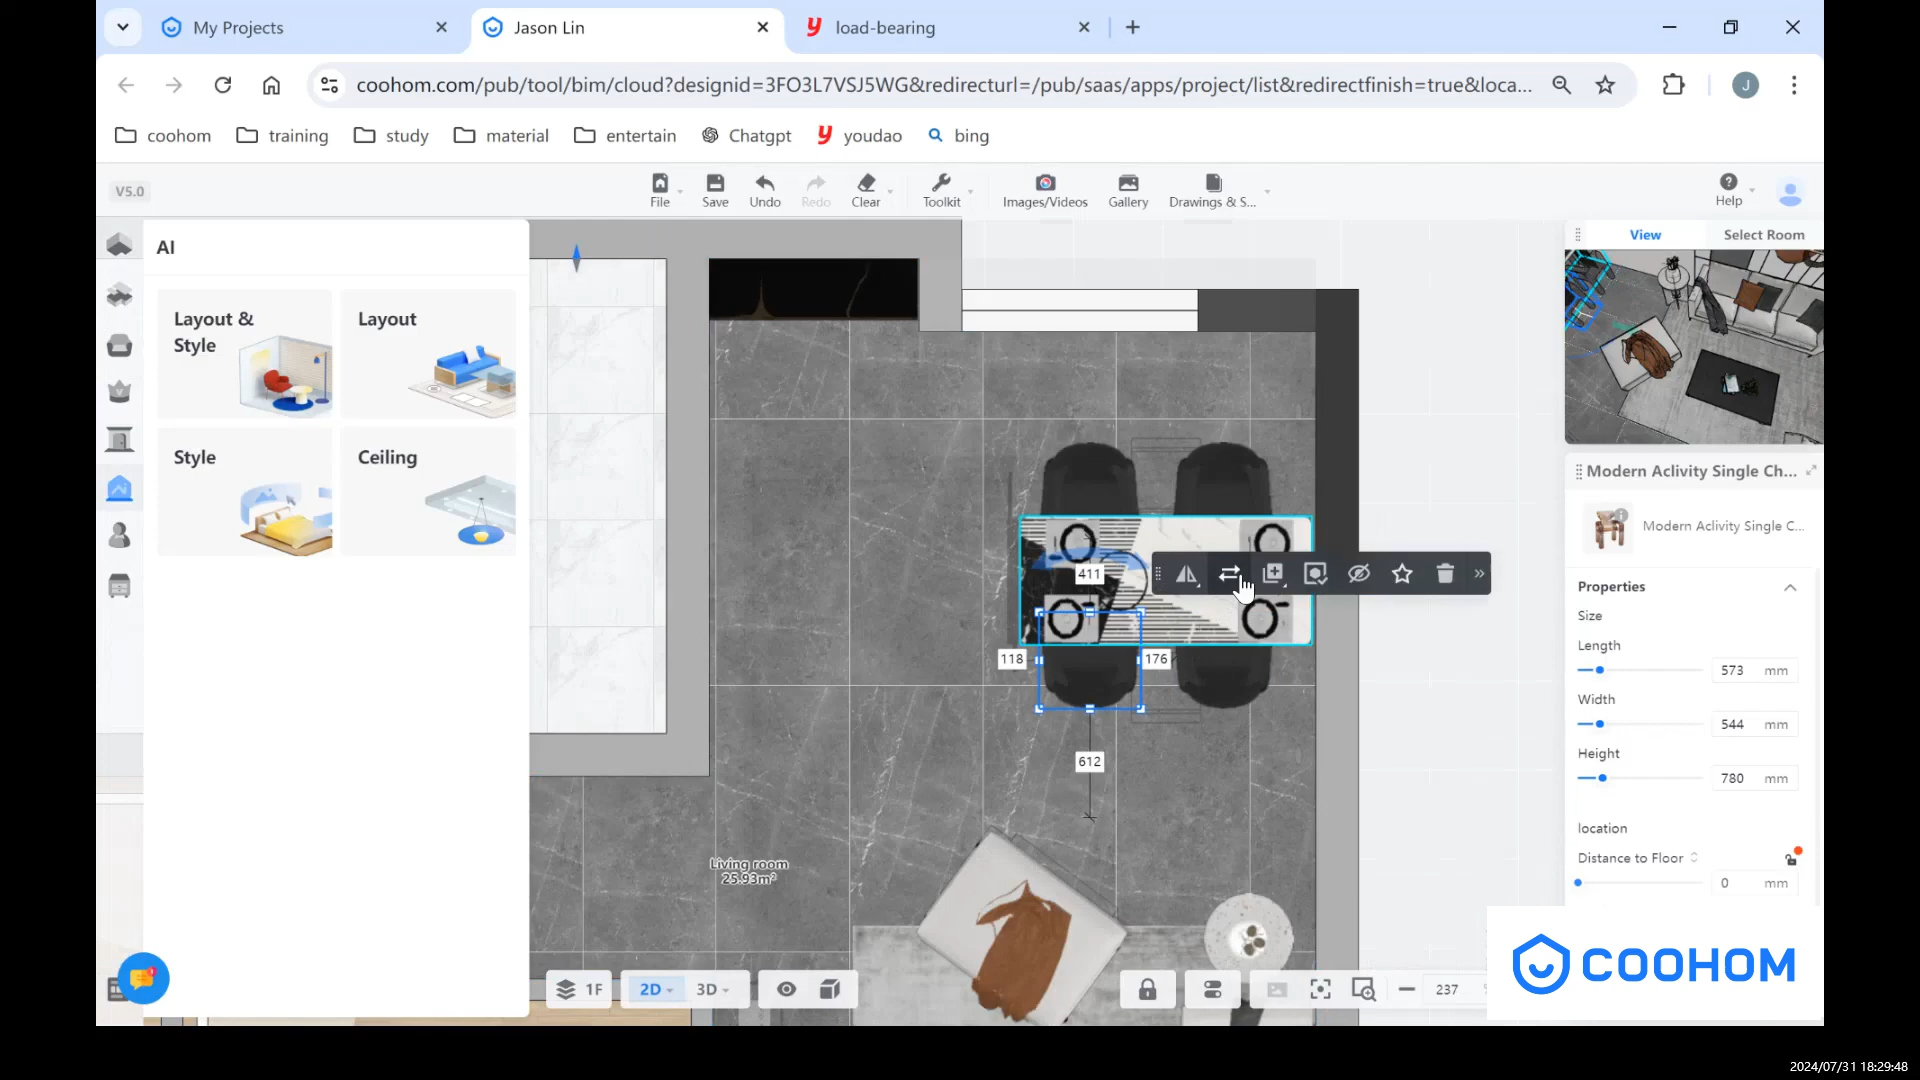 My Projects
Jason Lin
load-bearing
coohom.com/pub/tool/bim/cloud?designid=3FO3L7VSJ5WG&redirecturl=/pub/saas/apps/project/list&redirectfinish=true&loca...
J
coohom
training
study
material
entertain
Chatgpt
youdao
bing
V5.0
File
Save
Undo
Redo
Clear
Toolkit
Images/Videos
Gallery
Drawings & S...
Help
AI
Layout &
Style
Layout
Style
Ceiling
View
Select Room
411
118
176
612
Living room
25.93m²
Modern Aclivity Single Ch...
Modern Aclivity Single C...
Properties
Size
Length
573 mm
Width
544 mm
Height
780 mm
location
Distance to Floor
0 mm
1F
2D
3D
237
COOHOM
2024/07/31 18:29:48